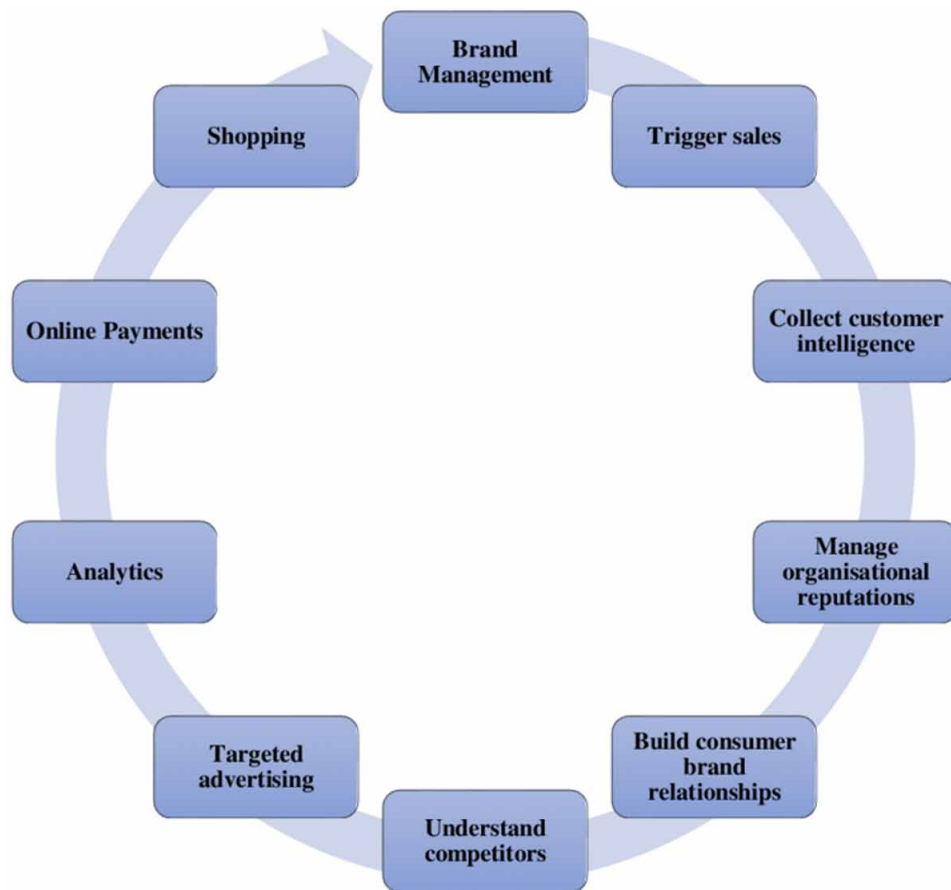 Brand
Management
Trigger sales
Collect customer
intelligence
Manage
organisational
reputations
Build consumer
brand
relationships
Understand
competitors
Targeted
advertising
Analytics
Online Payments
Shopping